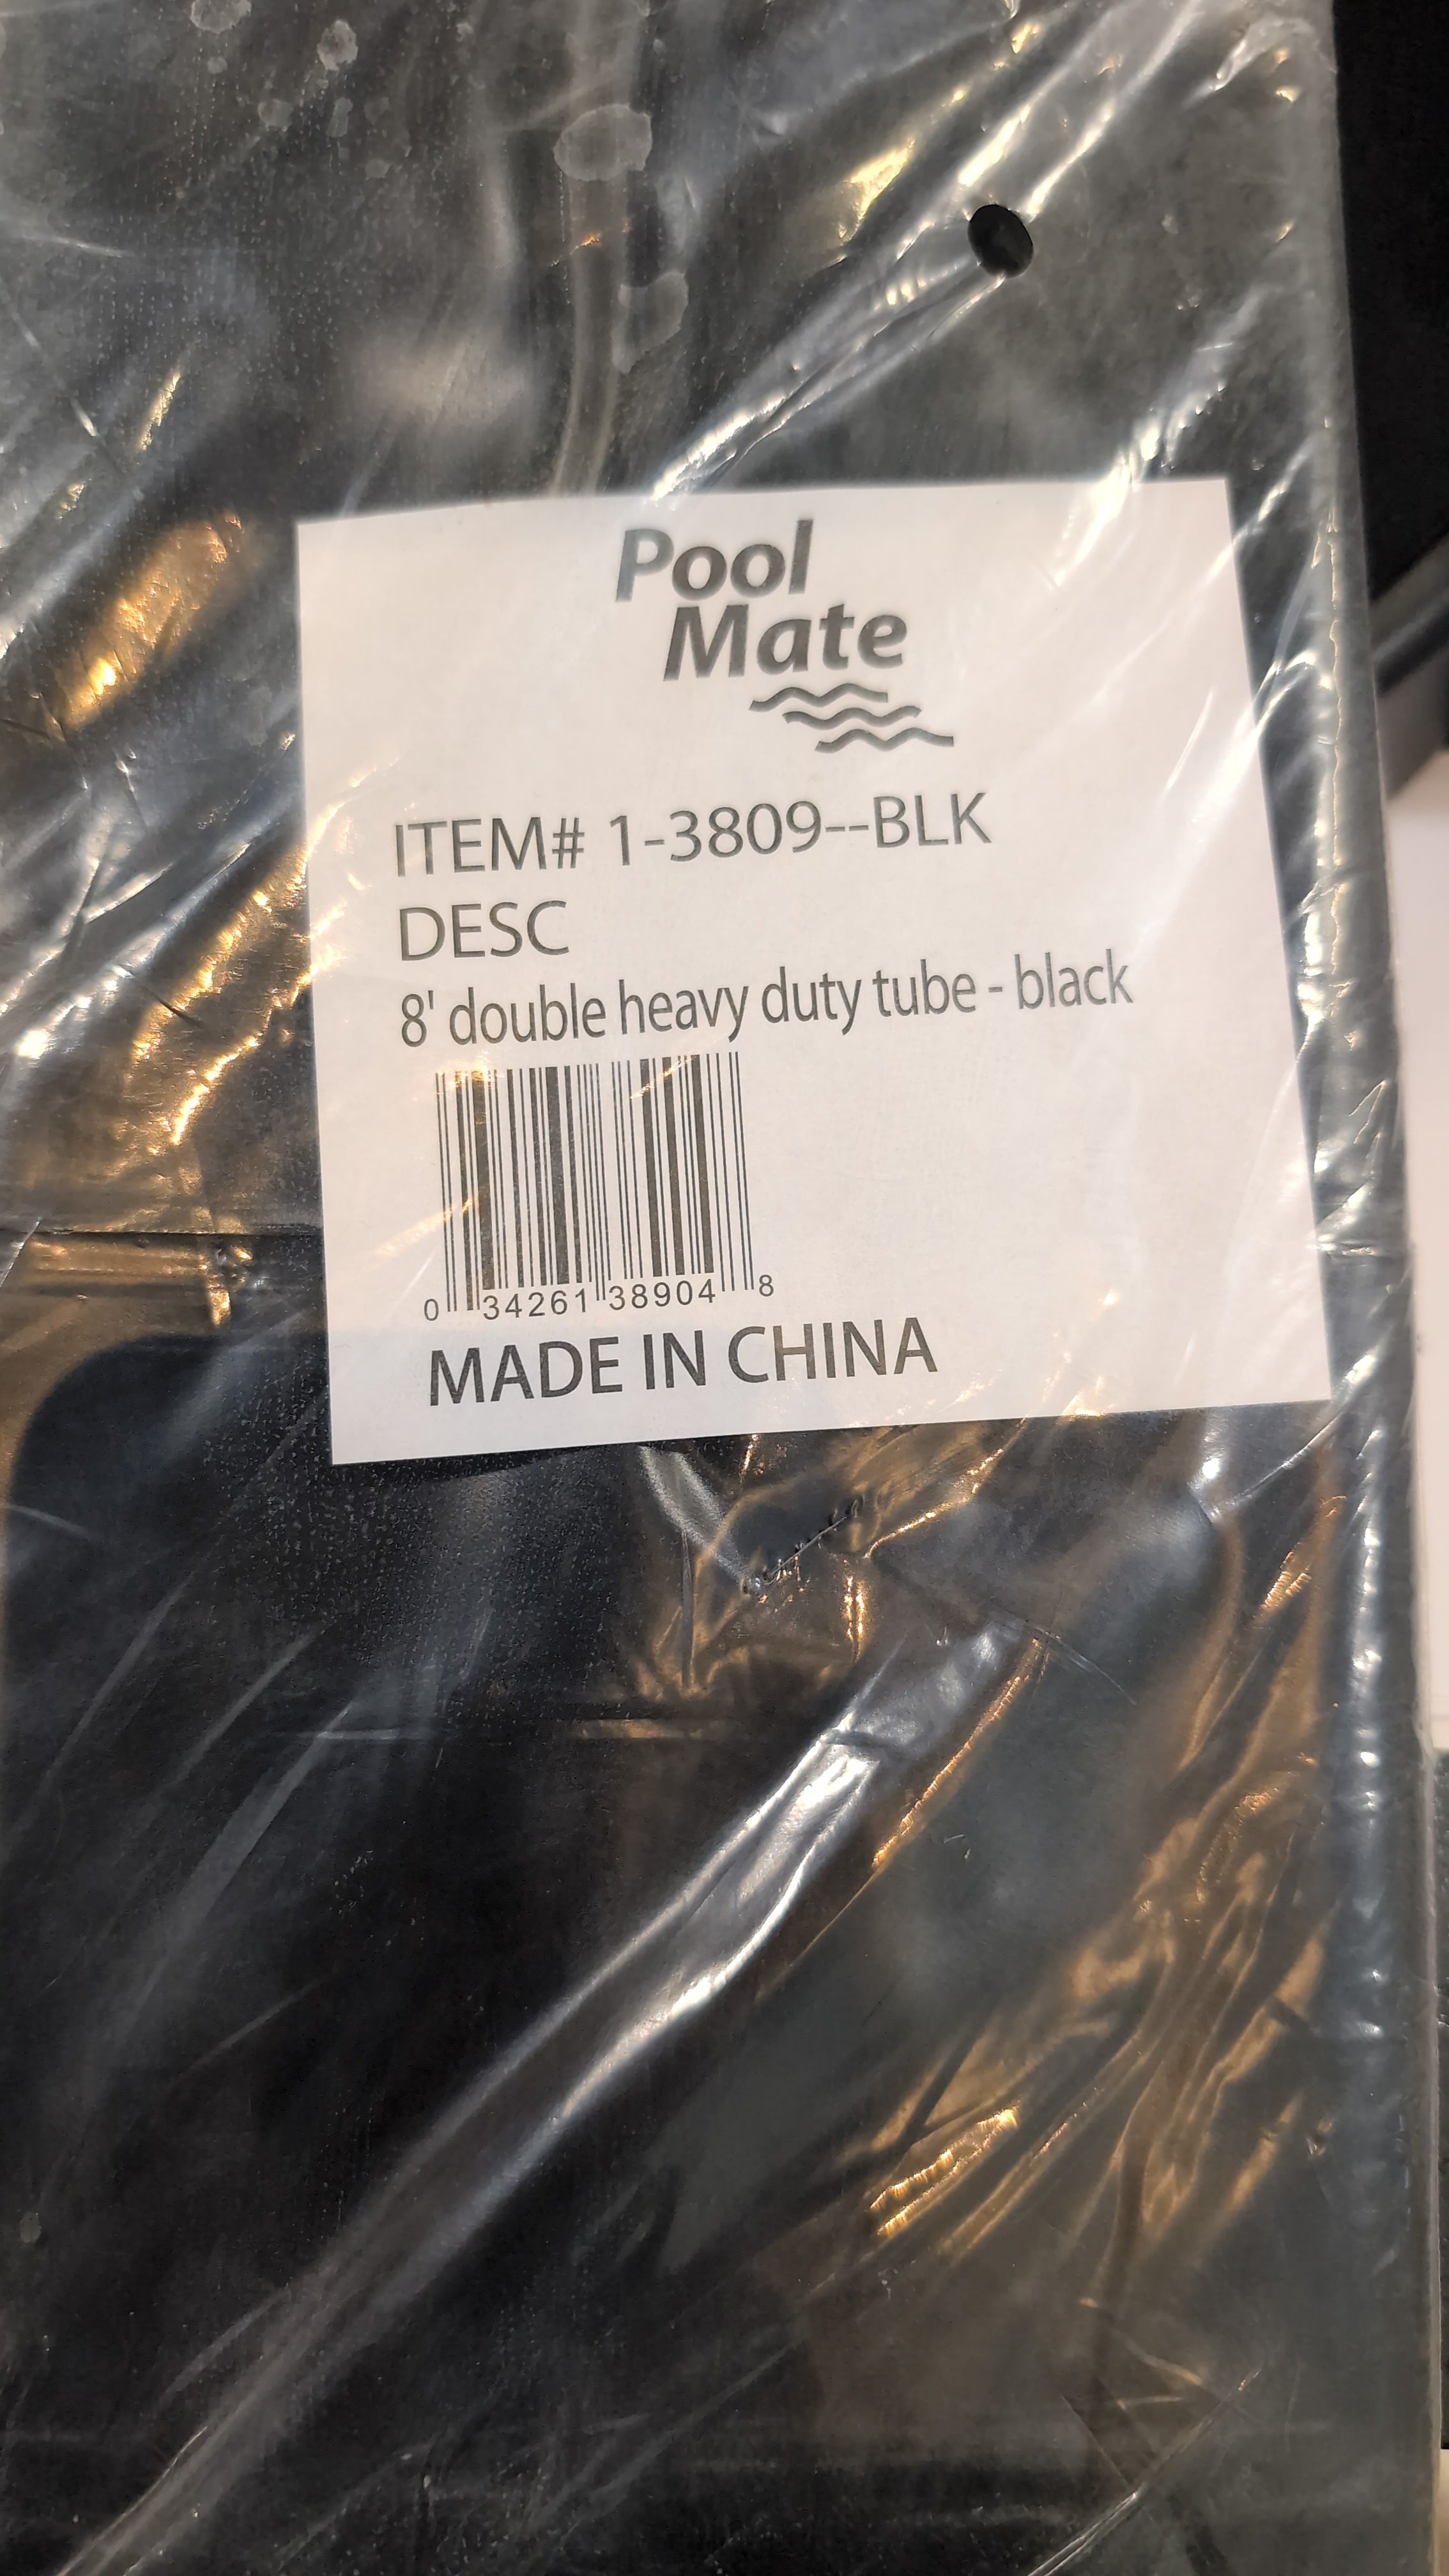 Pool
Mate
ITEM# 1-3809--BLK
DESC
8' double heavy duty tube - black
0 34261 38904 8
MADE IN CHINA